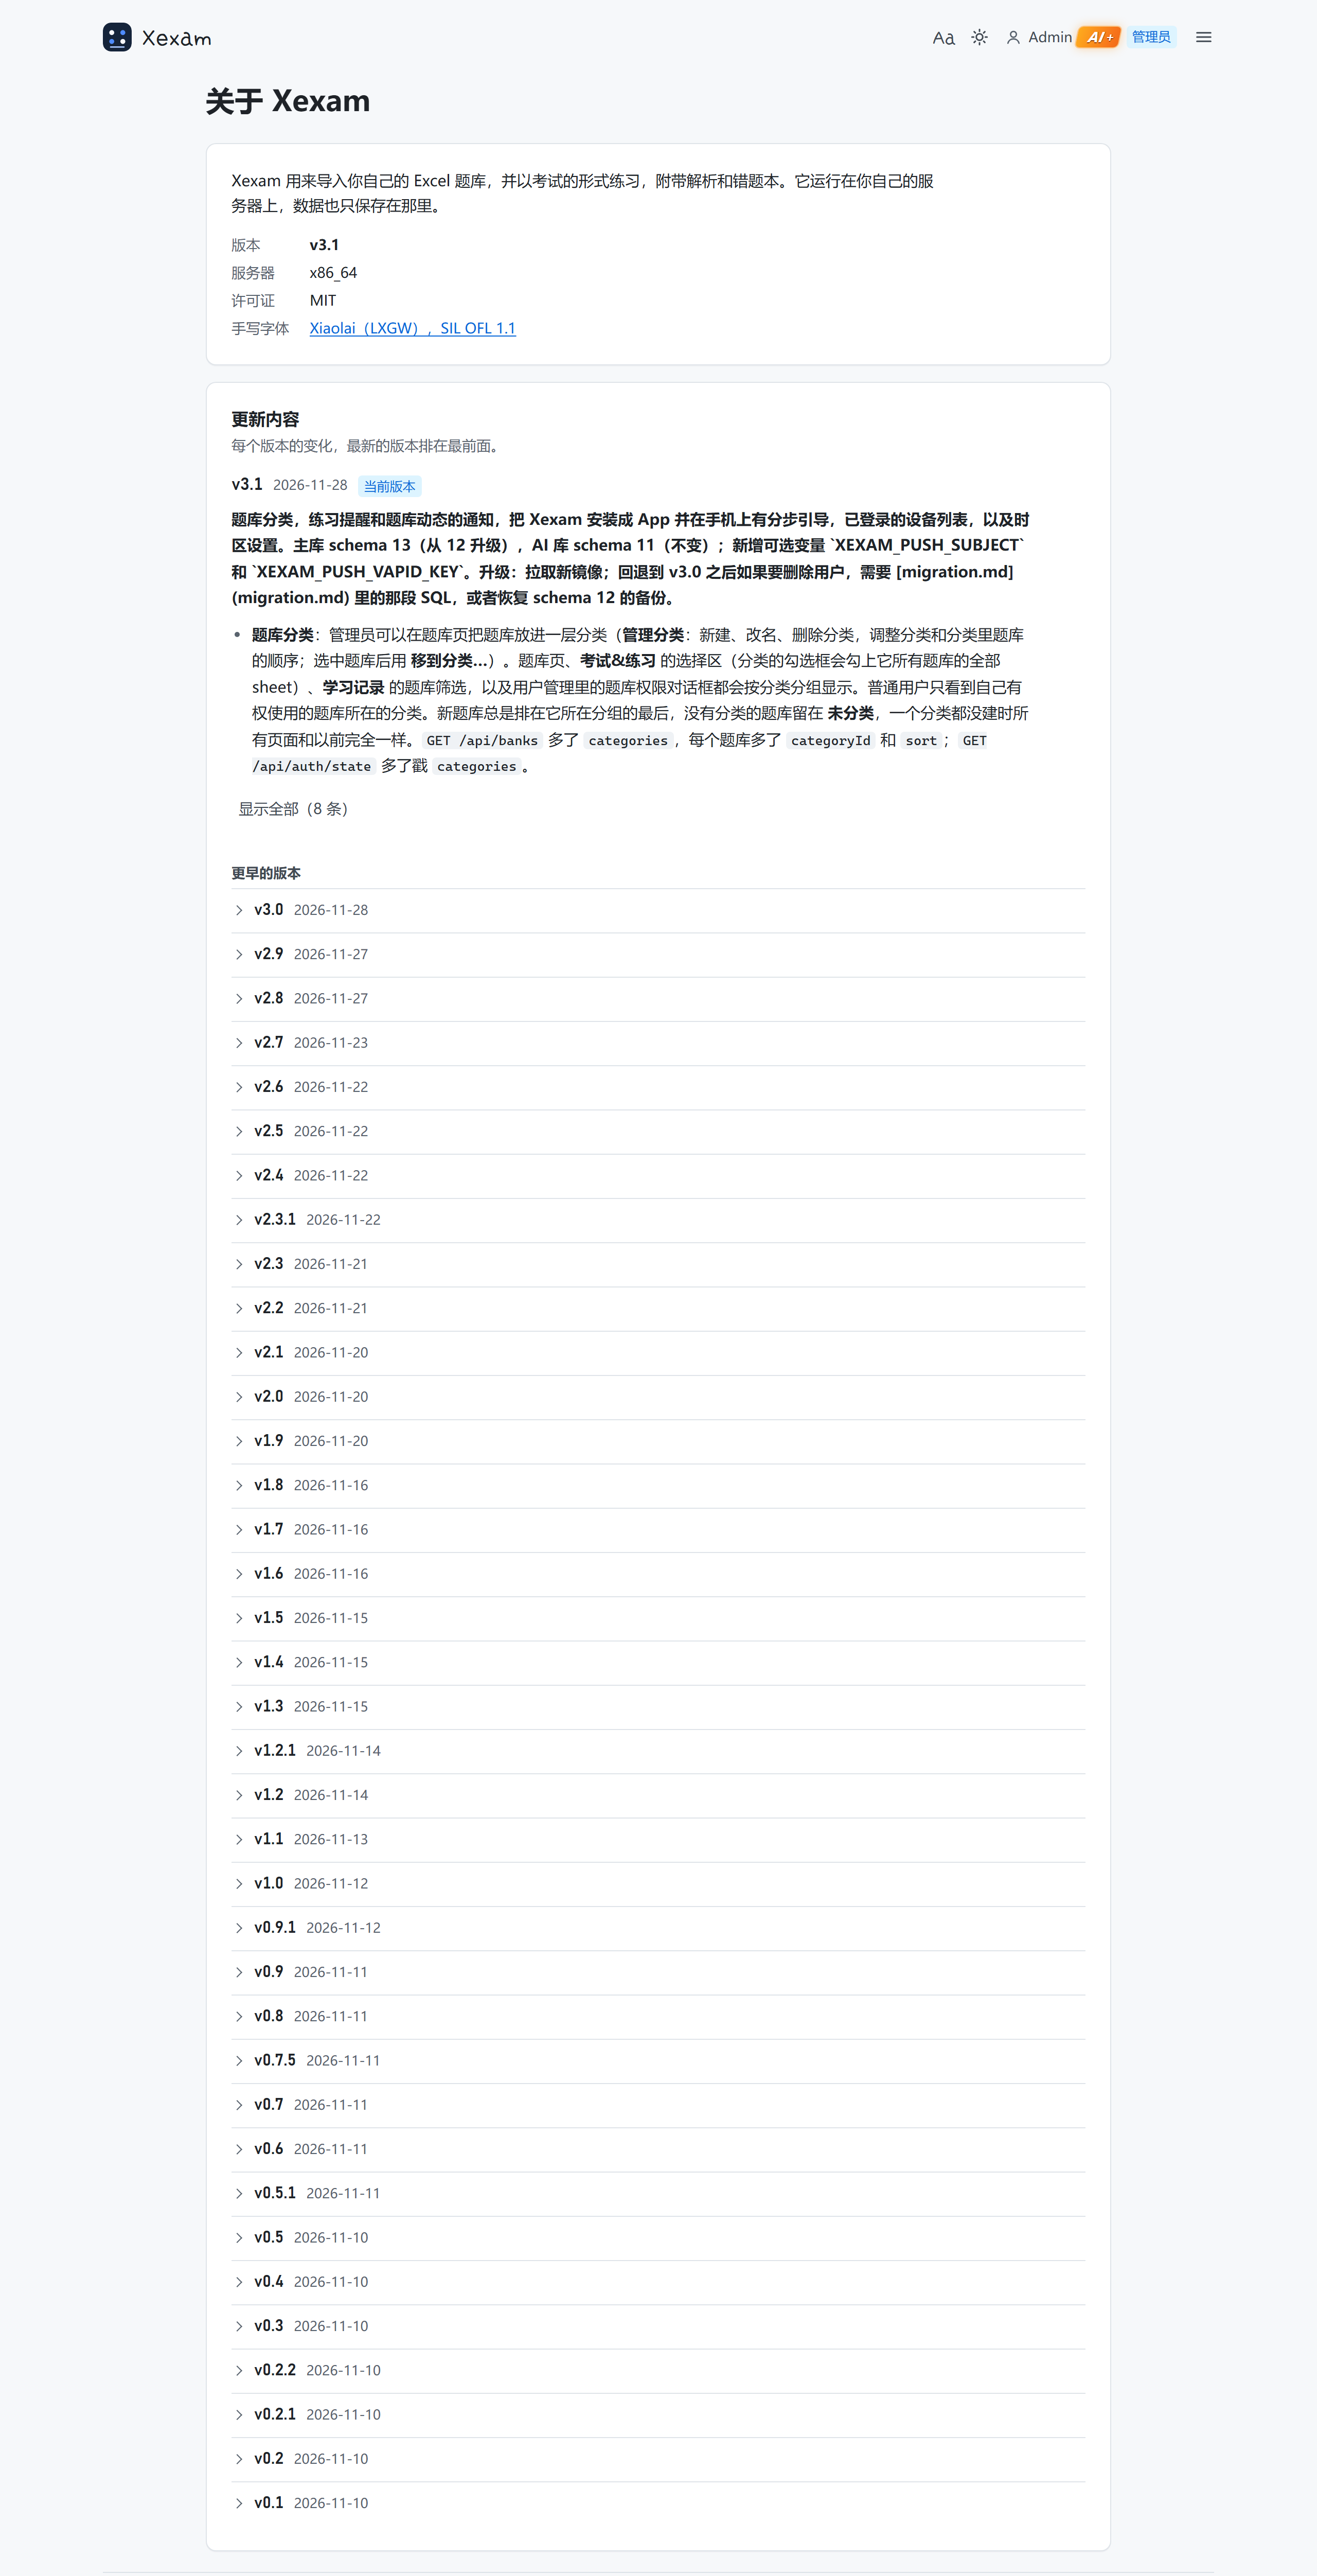 Xexam
Aa Admin AI+ 管理员
关于 Xexam
Xexam 用来导入你自己的 Excel 题库，并以考试的形式练习，附带解析和错题本。它运行在你自己的服
务器上，数据也只保存在那里。
版本 v3.1
服务器 x86_64
许可证 MIT
手写字体 Xiaolai（LXGW），SIL OFL 1.1
更新内容
每个版本的变化，最新的版本排在最前面。
v3.1 2026-11-28 当前版本
题库分类，练习提醒和题库动态的通知，把 Xexam 安装成 App 并在手机上有分步引导，已登录的设备列表，以及时
区设置。主库 schema 13（从 12 升级），AI 库 schema 11（不变）；新增可选变量 `XEXAM_PUSH_SUBJECT`
和 `XEXAM_PUSH_VAPID_KEY`。升级：拉取新镜像；回退到 v3.0 之后如果要删除用户，需要 [migration.md]
(migration.md) 里的那段 SQL，或者恢复 schema 12 的备份。
• 题库分类：管理员可以在题库页把题库放进一层分类（管理分类：新建、改名、删除分类，调整分类和分类里题库
的顺序；选中题库后用 移到分类…）。题库页、考试&练习 的选择区（分类的勾选框会勾上它所有题库的全部
sheet）、学习记录 的题库筛选，以及用户管理里的题库权限对话框都会按分类分组显示。普通用户只看到自己有
权使用的题库所在的分类。新题库总是排在它所在分组的最后，没有分类的题库留在 未分类，一个分类都没建时所
有页面和以前完全一样。GET /api/banks 多了 categories，每个题库多了 categoryId 和 sort；GET
/api/auth/state 多了戳 categories。
显示全部（8 条）
更早的版本
v3.0 2026-11-28
v2.9 2026-11-27
v2.8 2026-11-27
v2.7 2026-11-23
v2.6 2026-11-22
v2.5 2026-11-22
v2.4 2026-11-22
v2.3.1 2026-11-22
v2.3 2026-11-21
v2.2 2026-11-21
v2.1 2026-11-20
v2.0 2026-11-20
v1.9 2026-11-20
v1.8 2026-11-16
v1.7 2026-11-16
v1.6 2026-11-16
v1.5 2026-11-15
v1.4 2026-11-15
v1.3 2026-11-15
v1.2.1 2026-11-14
v1.2 2026-11-14
v1.1 2026-11-13
v1.0 2026-11-12
v0.9.1 2026-11-12
v0.9 2026-11-11
v0.8 2026-11-11
v0.7.5 2026-11-11
v0.7 2026-11-11
v0.6 2026-11-11
v0.5.1 2026-11-11
v0.5 2026-11-10
v0.4 2026-11-10
v0.3 2026-11-10
v0.2.2 2026-11-10
v0.2.1 2026-11-10
v0.2 2026-11-10
v0.1 2026-11-10